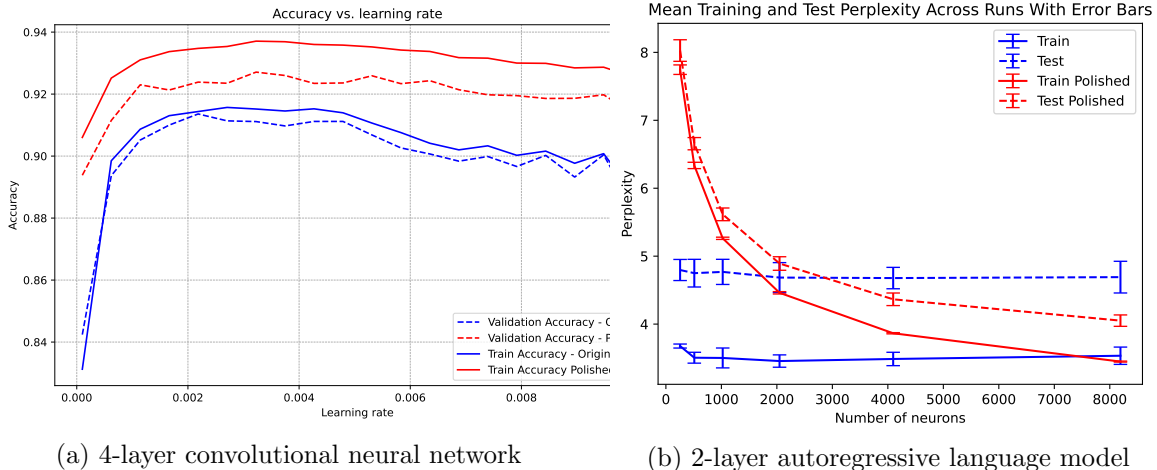 Accuracy vs. learning rate
0.94
0.92
0.90
0.88
0.86
0.84
Accuracy
0.000
0.002
0.004
0.006
0.008
Learning rate
Validation Accuracy -
Validation Accuracy -
Train Accuracy - Origin
Train Accuracy Polishe
(a) 4-layer convolutional neural network
Mean Training and Test Perplexity Across Runs With Error Bars
Train
Test
Train Polished
Test Polished
8
7
6
5
4
Perplexity
0
1000
2000
3000
4000
5000
6000
7000
8000
Number of neurons
(b) 2-layer autoregressive language model